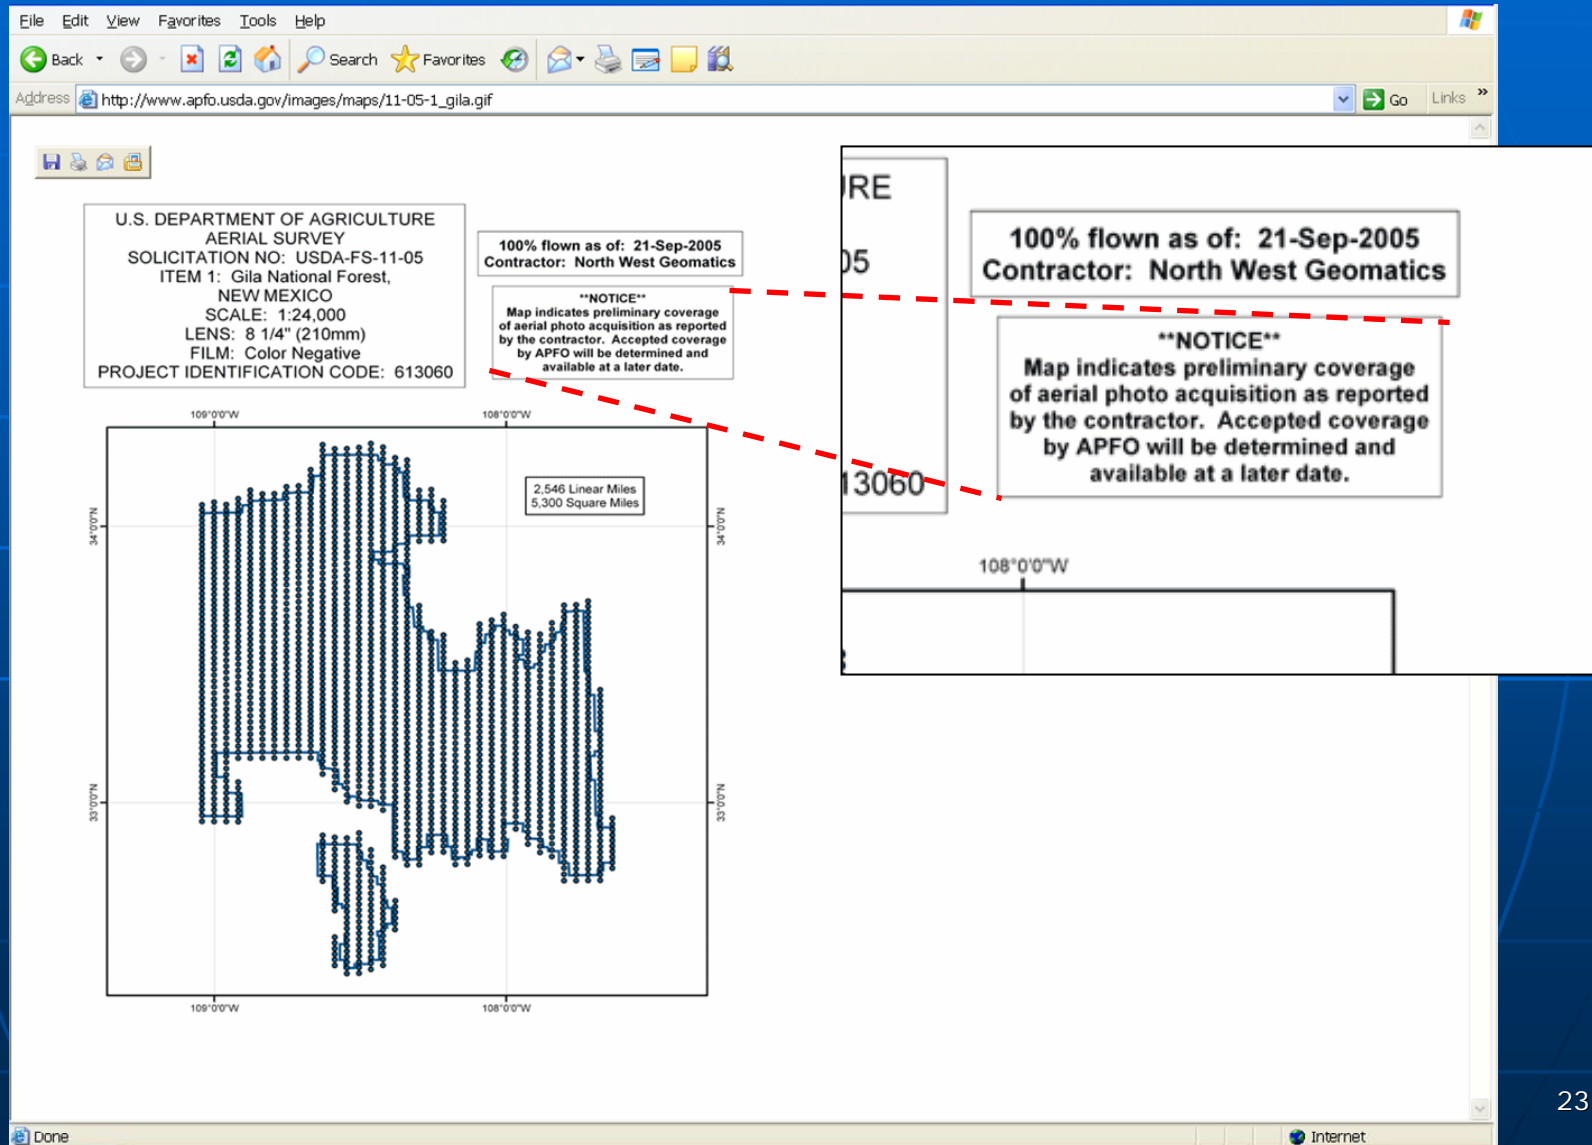 File Edit View Favorites Tools Help
Back Search Favorites
Address http://www.apfo.usda.gov/images/maps/11-05-1_gila.gif Go Links »
U.S. DEPARTMENT OF AGRICULTURE
AERIAL SURVEY
SOLICITATION NO: USDA-FS-11-05
ITEM 1: Gila National Forest,
NEW MEXICO
SCALE: 1:24,000
LENS: 8 1/4" (210mm)
FILM: Color Negative
PROJECT IDENTIFICATION CODE: 613060
100% flown as of: 21-Sep-2005
Contractor: North West Geomatics
**NOTICE**
Map indicates preliminary coverage
of aerial photo acquisition as reported
by the contractor. Accepted coverage
by APFO will be determined and
available at a later date.
109°0'0"W 108°0'0"W
2,546 Linear Miles
5,300 Square Miles
34°0'0"N 34°0'0"N
33°0'0"N 33°0'0"N
109°0'0"W 108°0'0"W
URE
05
13060
100% flown as of: 21-Sep-2005
Contractor: North West Geomatics
**NOTICE**
Map indicates preliminary coverage
of aerial photo acquisition as reported
by the contractor. Accepted coverage
by APFO will be determined and
available at a later date.
108°0'0"W
23
Done Internet